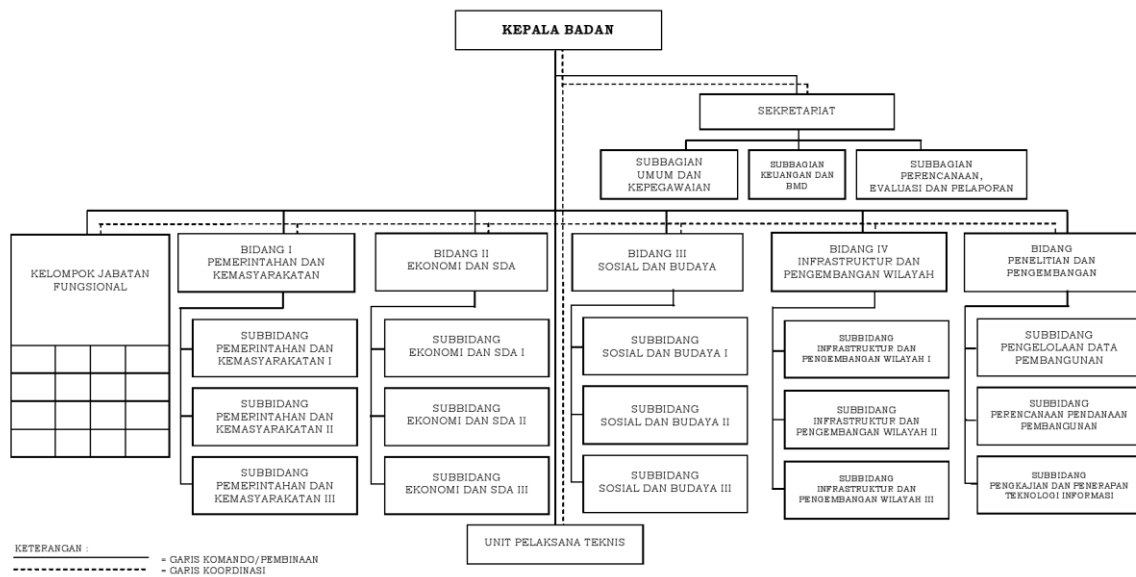 KEPALA BADAN
SEKRETARIAT
SUBBAGIAN
UMUM DAN
KEPEGAWAIAN
SUBBAGIAN
KEUANGAN DAN
BMD
SUBBAGIAN
PERENCANAAN,
EVALUASI DAN PELAPORAN
KELOMPOK JABATAN
FUNGSIONAL
BIDANG I
PEMERINTAHAN DAN
KEMASYARAKATAN
BIDANG II
EKONOMI DAN SDA
BIDANG III
SOSIAL DAN BUDAYA
BIDANG IV
INFRASTRUKTUR DAN
PENGEMBANGAN WILAYAH
BIDANG
PENELITIAN DAN
PENGEMBANGAN
SUBBIDANG
PEMERINTAHAN DAN
KEMASYARAKATAN I
SUBBIDANG
EKONOMI DAN SDA I
SUBBIDANG
SOSIAL DAN BUDAYA I
SUBBIDANG
INFRASTRUKTUR DAN
PENGEMBANGAN WILAYAH I
SUBBIDANG
PENGELOLAAN DATA
PEMBANGUNAN
SUBBIDANG
PEMERINTAHAN DAN
KEMASYARAKATAN II
SUBBIDANG
EKONOMI DAN SDA II
SUBBIDANG
SOSIAL DAN BUDAYA II
SUBBIDANG
INFRASTRUKTUR DAN
PENGEMBANGAN WILAYAH II
SUBBIDANG
PERENCANAAN PENDANAAN
PEMBANGUNAN
SUBBIDANG
PEMERINTAHAN DAN
KEMASYARAKATAN III
SUBBIDANG
EKONOMI DAN SDA III
SUBBIDANG
SOSIAL DAN BUDAYA III
SUBBIDANG
INFRASTRUKTUR DAN
PENGEMBANGAN WILAYAH III
SUBBIDANG
PENGKAJIAN DAN PENERAPAN
TEKNOLOGI INFORMASI
UNIT PELAKSANA TEKNIS
KETERANGAN :
= GARIS KOMANDO/PEMBINAAN
= GARIS KOORDINASI